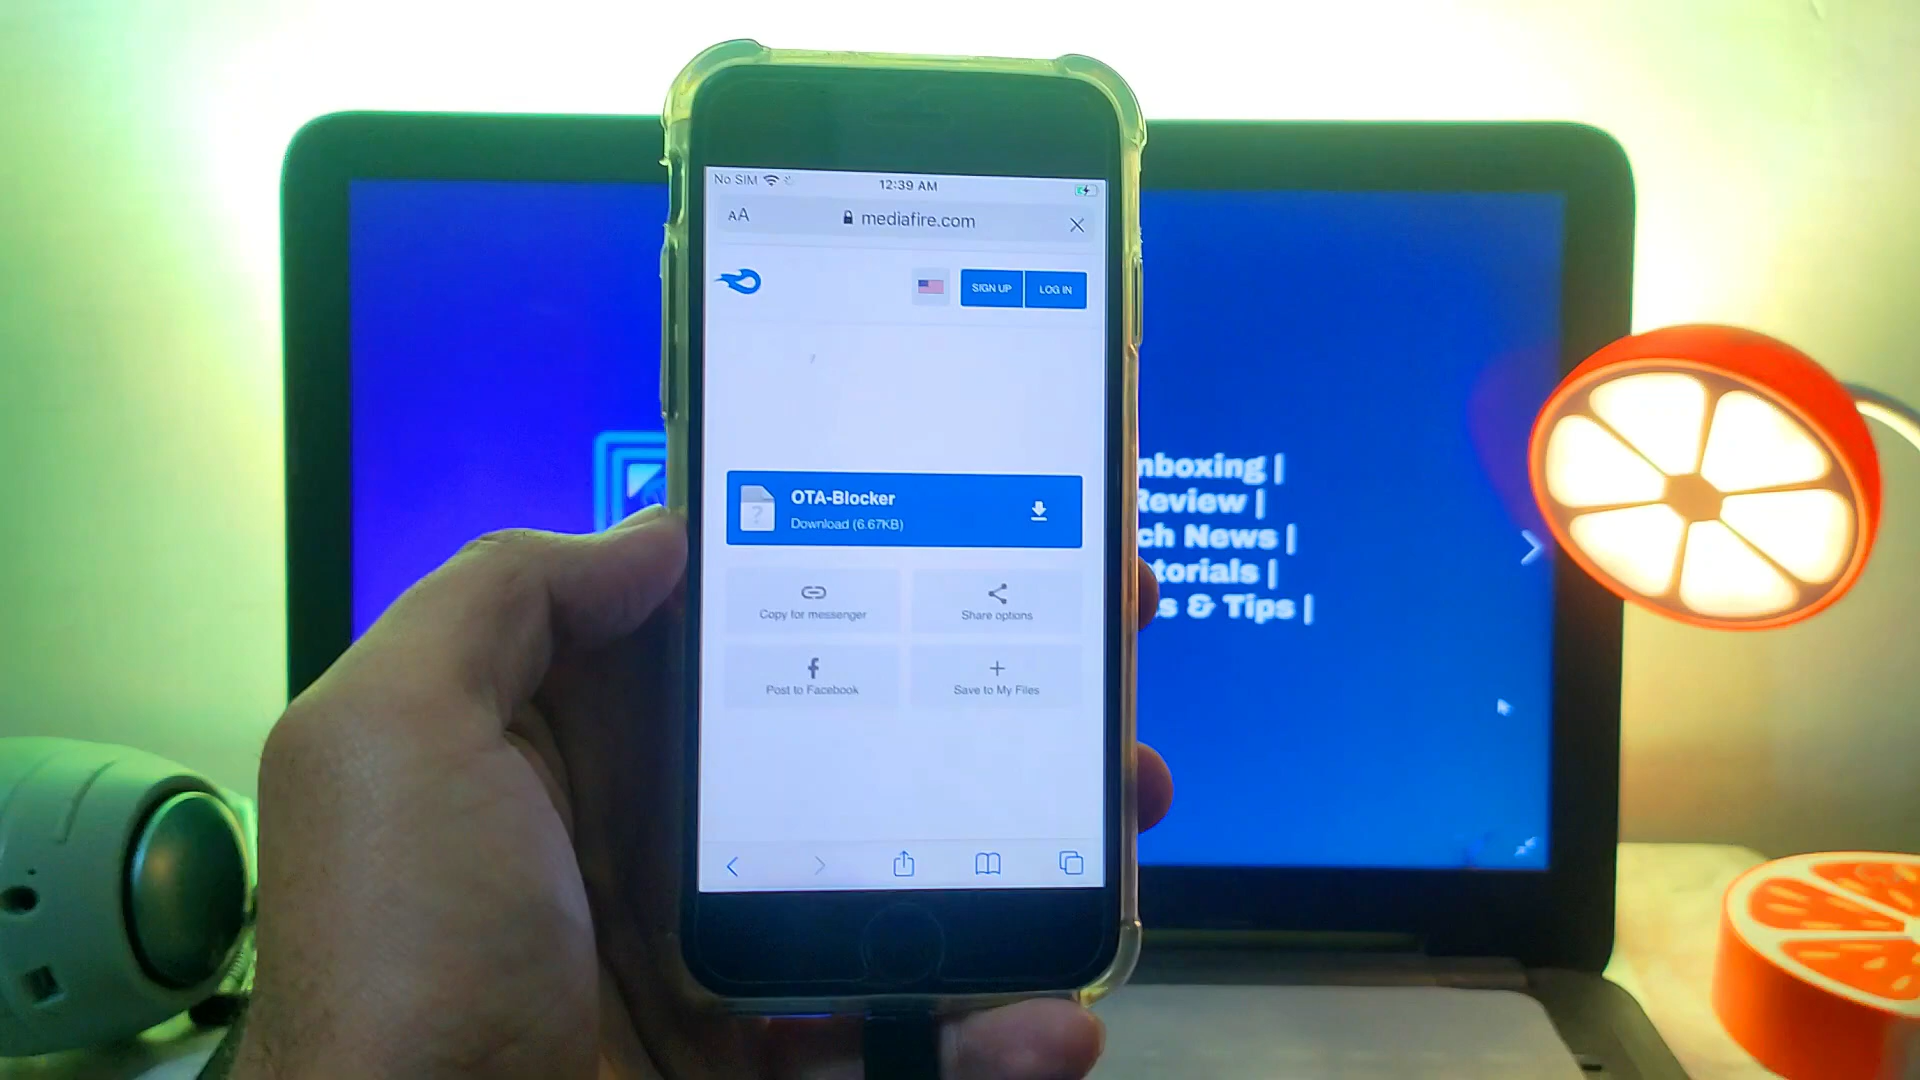 No SIM
12:39 AM
AA
mediafire.com
SIGN UP
LOG IN
OTA-Blocker
?
Download (6.67KB)
Copy for messenger
Share options
Post to Facebook
Save to My Files
nboxing |
Review |
ch News |
torials |
s & Tips |